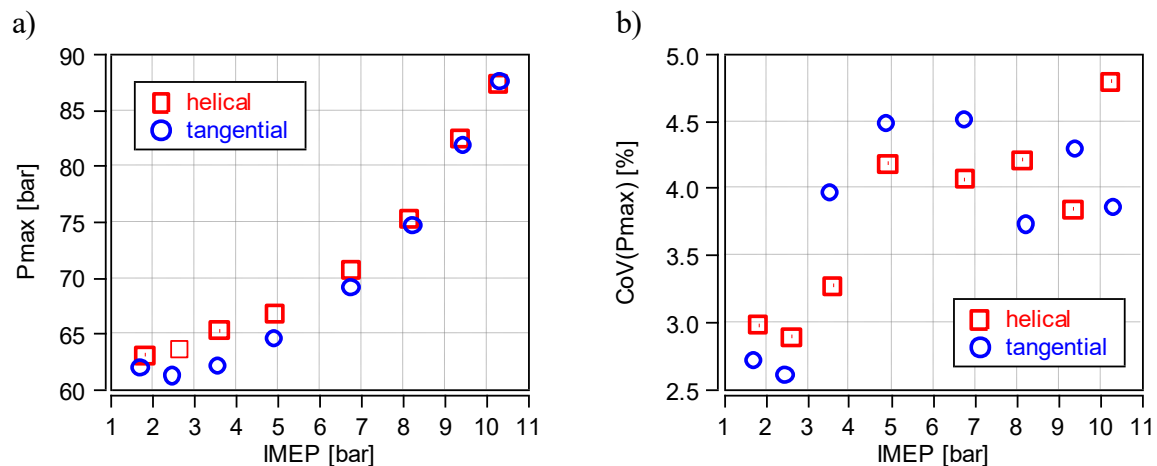 a)
90
85
80
75
70
65
60
Pmax [bar]
helical
tangential
1 2 3 4 5 6 7 8 9 10 11
IMEP [bar]
b)
5.0
4.5
4.0
3.5
3.0
2.5
CoV(Pmax) [%]
helical
tangential
1 2 3 4 5 6 7 8 9 10 11
IMEP [bar]